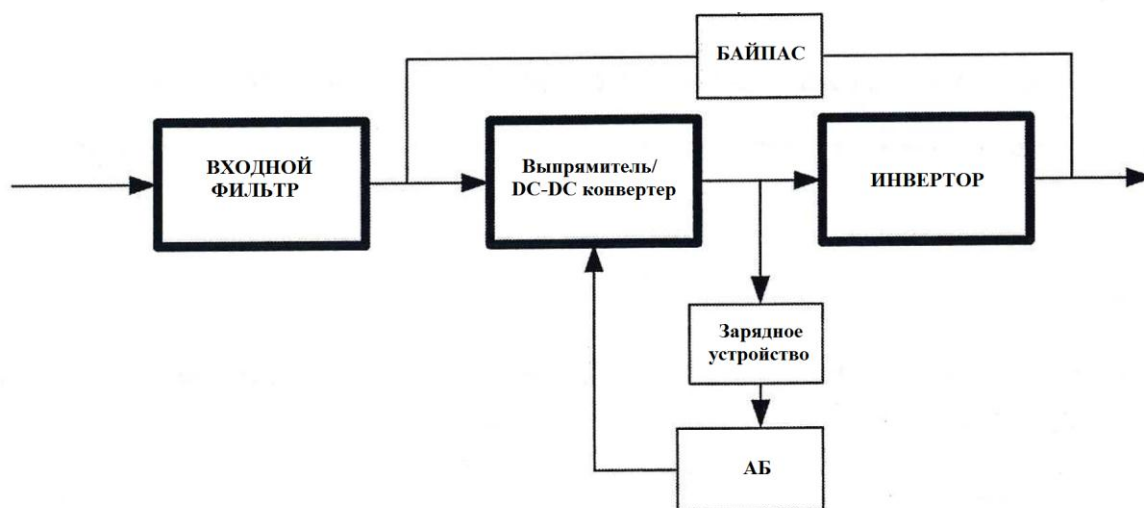 БАЙПАС
ВХОДНОЙ
ФИЛЬТР
Выпрямитель/
DC-DC конвертер
ИНВЕРТОР
Зарядное
устройство
АБ